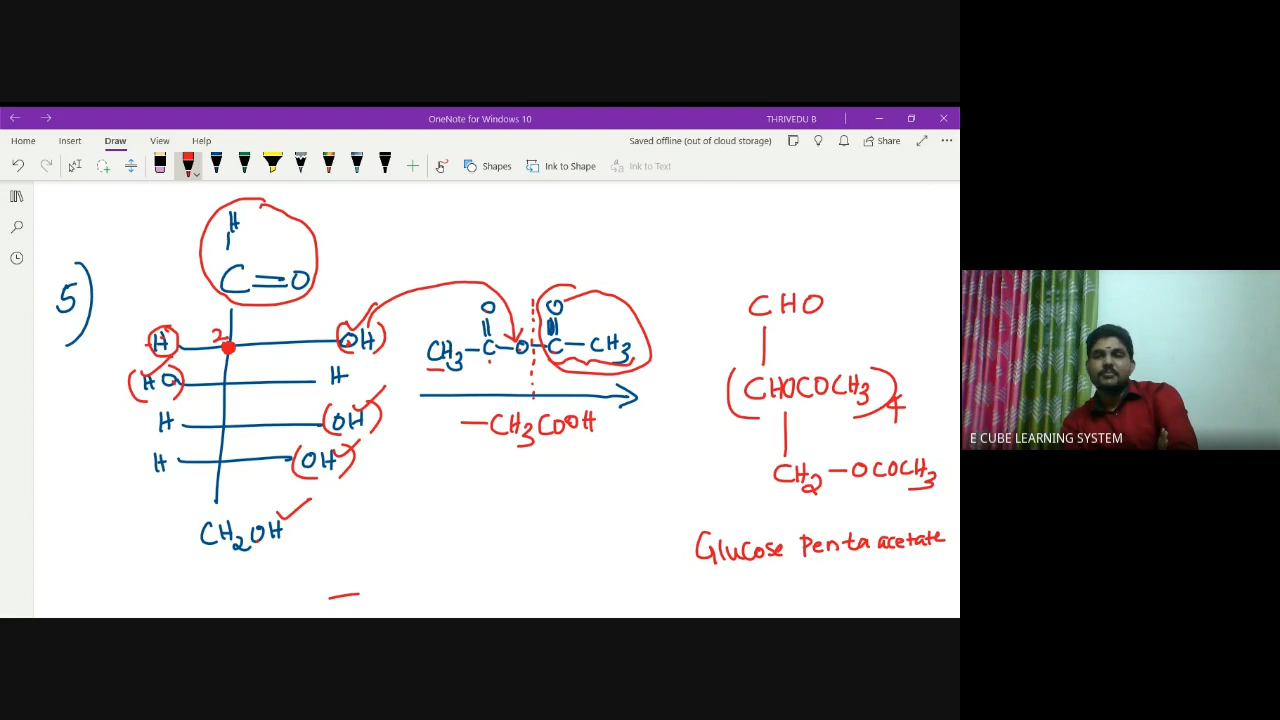 OneNote for Windows 10
THRIVEDU B
Home Insert Draw View Help
Saved offline (out of cloud storage)
Share
Shapes
Ink to Shape
Ink to Text
5)
H
C=O
H 2 OH
HO H
H OH
H OH
CH2OH
O O
CH3-C-O-C-CH3
-CH3COOH
CHO
(CHOCOCH3)4
CH2-OCOCH3
Glucose penta acetate
E CUBE LEARNING SYSTEM